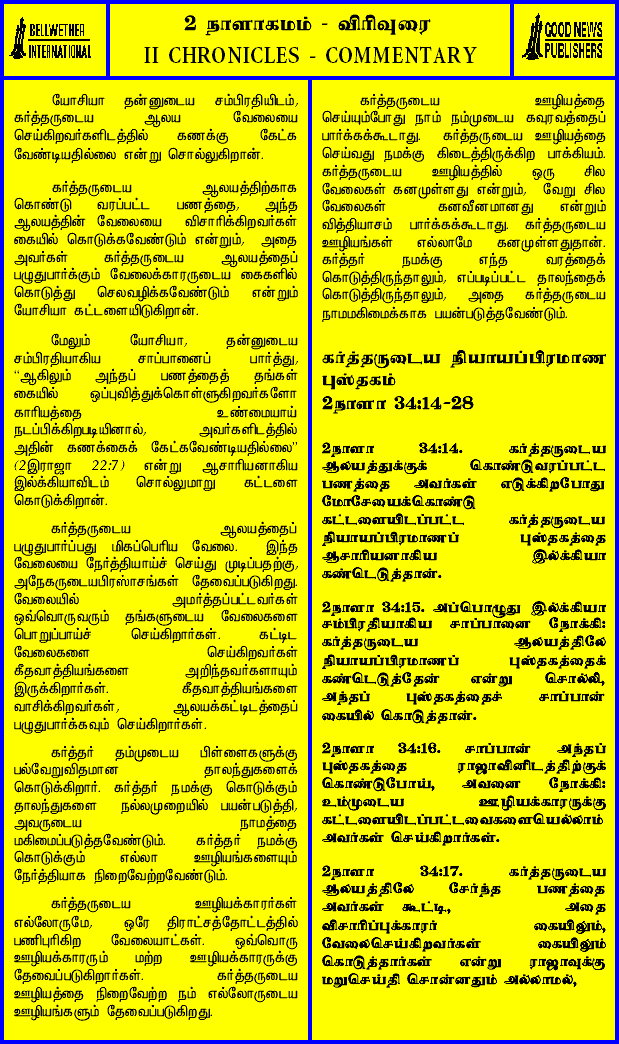 BELLWETHER
INTERNATIONAL
2 நாளாகமம் - விரிவுரை
II CHRONICLES - COMMENTARY
GOOD NEWS
PUBLISHERS
யோசியா தன்னுடைய சம்பிரதியிடம்,
கர்த்தருடைய ஆலய வேலையை
செய்கிறவர்களிடத்தில் கணக்கு கேட்க
வேண்டியதில்லை என்று சொல்லுகிறான்.
கர்த்தருடைய ஆலயத்திற்காக
கொண்டு வரப்பட்ட பணத்தை, அந்த
ஆலயத்தின் வேலையை விசாரிக்கிறவர்கள்
கையில் கொடுக்கவேண்டும் என்றும், அதை
அவர்கள் கர்த்தருடைய ஆலயத்தைப்
பழுதுபார்க்கும் வேலைக்காரருடைய கைகளில்
கொடுத்து செலவழிக்கவேண்டும் என்றும்
யோசியா கட்டளையிடுகிறான்.
மேலும் யோசியா, தன்னுடைய
சம்பிரதியாகிய சாப்பானைப் பார்த்து,
“ஆகிலும் அந்தப் பணத்தைத் தங்கள்
கையில் ஒப்புவித்துக்கொள்ளுகிறவர்களோ
காரியத்தை உண்மையாய்
நடப்பிக்கிறபடியினால், அவர்களிடத்தில்
அதின் கணக்கைக் கேட்கவேண்டியதில்லை”
(2இராஜா 22:7) என்று ஆசாரியனாகிய
இல்க்கியாவிடம் சொல்லுமாறு கட்டளை
கொடுக்கிறான்.
கர்த்தருடைய ஆலயத்தைப்
பழுதுபார்ப்பது மிகப்பெரிய வேலை. இந்த
வேலையை நேர்த்தியாய்ச் செய்து முடிப்பதற்கு,
அநேகருடையபிரஸாசங்கள் தேவைப்படுகிறது.
வேலையில் அமர்த்தப்பட்டவர்கள்
ஒவ்வொருவரும் தங்களுடைய வேலைகளை
பொறுப்பாய்ச் செய்கிறார்கள். கட்டிட
வேலைகளை செய்கிறவர்கள்
கீதவாத்தியங்களை அறிந்தவர்களாயும்
இருக்கிறார்கள். கீதவாத்தியங்களை
வாசிக்கிறவர்கள், ஆலயக்கட்டிடத்தைப்
பழுதுபார்க்கவும் செய்கிறார்கள்.
கர்த்தர் தம்முடைய பிள்ளைகளுக்கு
பல்வேறுவிதமான தாலந்துகளைக்
கொடுக்கிறார். கர்த்தர் நமக்கு கொடுக்கும்
தாலந்துகளை நல்லமுறையில் பயன்படுத்தி,
அவருடைய நாமத்தை
மகிமைப்படுத்தவேண்டும். கர்த்தர் நமக்கு
கொடுக்கும் எல்லா ஊழியங்களையும்
நேர்த்தியாக நிறைவேற்றவேண்டும்.
கர்த்தருடைய ஊழியக்காரர்கள்
எல்லோருமே, ஒரே திராட்சத்தோட்டத்தில்
பணிபுரிகிற வேலையாட்கள். ஒவ்வொரு
ஊழியக்காரரும் மற்ற ஊழியக்காரருக்கு
தேவைப்படுகிறார்கள். கர்த்தருடைய
ஊழியத்தை நிறைவேற்ற நம் எல்லோருடைய
ஊழியங்களும் தேவைப்படுகிறது.
கர்த்தருடைய ஊழியத்தை
செய்யும்போது நாம் நம்முடைய கவுரவத்தைப்
பார்க்கக்கூடாது. கர்த்தருடைய ஊழியத்தை
செய்வது நமக்கு கிடைத்திருக்கிற பாக்கியம்.
கர்த்தருடைய ஊழியத்தில் ஒரு சில
வேலைகள் கனமுள்ளது என்றும், வேறு சில
வேலைகள் கனவீனமானது என்றும்
வித்தியாசம் பார்க்கக்கூடாது. கர்த்தருடைய
ஊழியங்கள் எல்லாமே கனமுள்ளதுதான்.
கர்த்தர் நமக்கு எந்த வரத்தைக்
கொடுத்திருந்தாலும், எப்படிப்பட்ட தாலந்தைக்
கொடுத்திருந்தாலும், அதை கர்த்தருடைய
நாமமகிமைக்காக பயன்படுத்தவேண்டும்.
கர்த்தருடைய நியாயப்பிரமாண
புஸ்தகம்
2நாளா 34:14-28
2நாளா 34:14. கர்த்தருடைய
ஆலயத்துக்குக் கொண்டுவரப்பட்ட
பணத்தை அவர்கள் எடுக்கிறபோது
மோசேயைக்கொண்டு
கட்டளையிடப்பட்ட கர்த்தருடைய
நியாயப்பிரமாணப் புஸ்தகத்தை
ஆசாரியனாகிய இல்க்கியா
கண்டெடுத்தான்.
2நாளா 34:15. அப்பொழுது இல்க்கியா
சம்பிரதியாகிய சாப்பானை நோக்கி:
கர்த்தருடைய ஆலயத்திலே
நியாயப்பிரமாணப் புஸ்தகத்தைக்
கண்டெடுத்தேன் என்று சொல்லி,
அந்தப் புஸ்தகத்தைச் சாப்பான்
கையில் கொடுத்தான்.
2நாளா 34:16. சாப்பான் அந்தப்
புஸ்தகத்தை ராஜாவினிடத்திற்குக்
கொண்டுபோய், அவனை நோக்கி:
உம்முடைய ஊழியக்காரருக்கு
கட்டளையிடப்பட்டவைகளையெல்லாம்
அவர்கள் செய்கிறார்கள்.
2நாளா 34:17. கர்த்தருடைய
ஆலயத்திலே சேர்ந்த பணத்தை
அவர்கள் கூட்டி, அதை
விசாரிப்புக்காரர் கையிலும்,
வேலைசெய்கிறவர்கள் கையிலும்
கொடுத்தார்கள் என்று ராஜாவுக்கு
மறுசெய்தி சொன்னதும் அல்லாமல்,